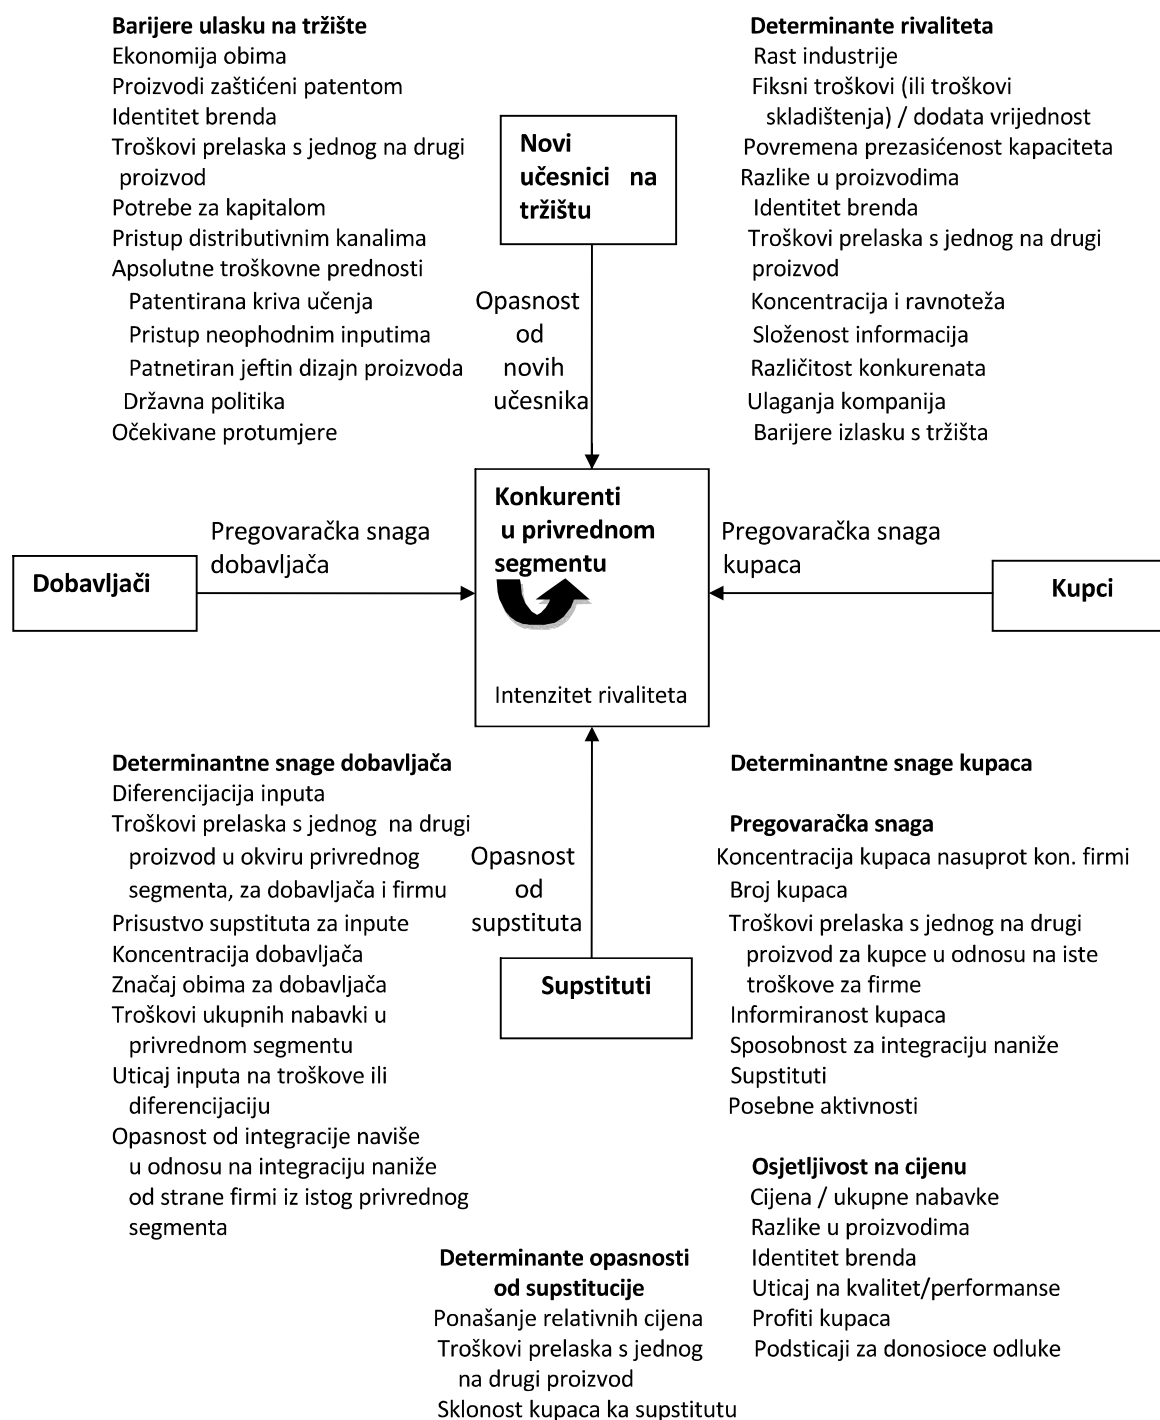 Barijere ulasku na tržište
Ekonomija obima
Proizvodi zaštićeni patentom
Identitet brenda
Troškovi prelaska s jednog na drugi
proizvod
Potrebe za kapitalom
Pristup distributivnim kanalima
Apsolutne troškovne prednosti
Patentirana kriva učenja
Pristup neophodnim inputima
Patnetiran jeftin dizajn proizvoda
Državna politika
Očekivane protumjere
Novi
učesnici na
tržištu
Opasnost
od
novih
učesnika
Determinante rivaliteta
Rast industrije
Fiksni troškovi (ili troškovi
skladištenja) / dodata vrijednost
Povremena prezasićenost kapaciteta
Razlike u proizvodima
Identitet brenda
Troškovi prelaska s jednog na drugi
proizvod
Koncentracija i ravnoteža
Složenost informacija
Različitost konkurenata
Ulaganja kompanija
Barijere izlasku s tržišta
Dobavljači
Pregovaračka snaga
dobavljača
Konkurenti
u privrednom
segmentu
Intenzitet rivaliteta
Pregovaračka snaga
kupaca
Kupci
Determinantne snage dobavljača
Diferencijacija inputa
Troškovi prelaska s jednog na drugi
proizvod u okviru privrednog
segmenta, za dobavljača i firmu
Prisustvo supstituta za inpute
Koncentracija dobavljača
Značaj obima za dobavljača
Troškovi ukupnih nabavki u
privrednom segmentu
Uticaj inputa na troškove ili
diferencijaciju
Opasnost od integracije naviše
u odnosu na integraciju naniže
od strane firmi iz istog privrednog
segmenta
Opasnost
od
supstituta
Supstituti
Determinantne snage kupaca
Pregovaračka snaga
Koncentracija kupaca nasuprot kon. firmi
Broj kupaca
Troškovi prelaska s jednog na drugi
proizvod za kupce u odnosu na iste
troškove za firme
Informiranost kupaca
Sposobnost za integraciju naniže
Supstituti
Posebne aktivnosti
Osjetljivost na cijenu
Cijena / ukupne nabavke
Razlike u proizvodima
Identitet brenda
Uticaj na kvalitet/performanse
Profiti kupaca
Podsticaji za donosioce odluke
Determinante opasnosti
od supstitucije
Ponašanje relativnih cijena
Troškovi prelaska s jednog
na drugi proizvod
Sklonost kupaca ka supstitutu